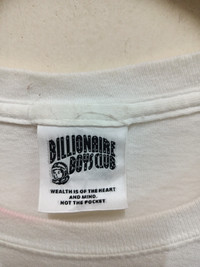 BILLIONAIRE
BOYS CLUB
WEALTH IS OF THE HEART
AND MIND.
NOT THE POCKET